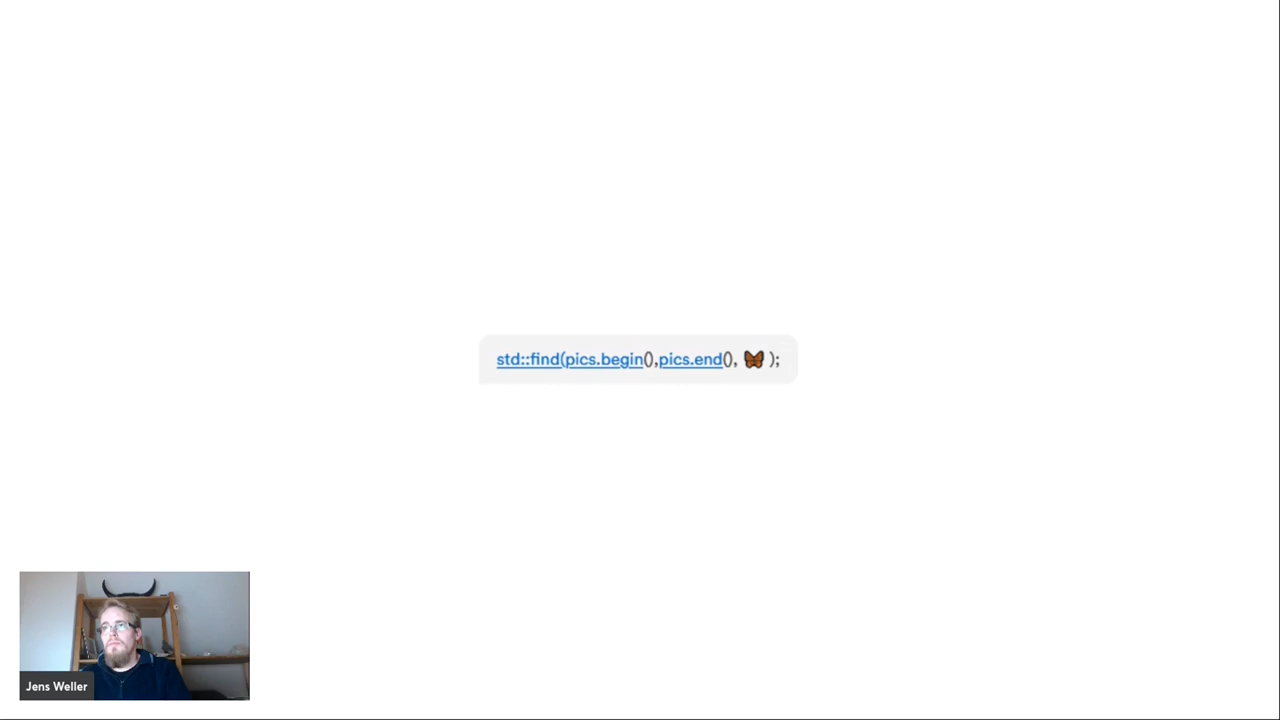 std::find(pics.begin(),pics.end(), 🦋 );
Jens Weller